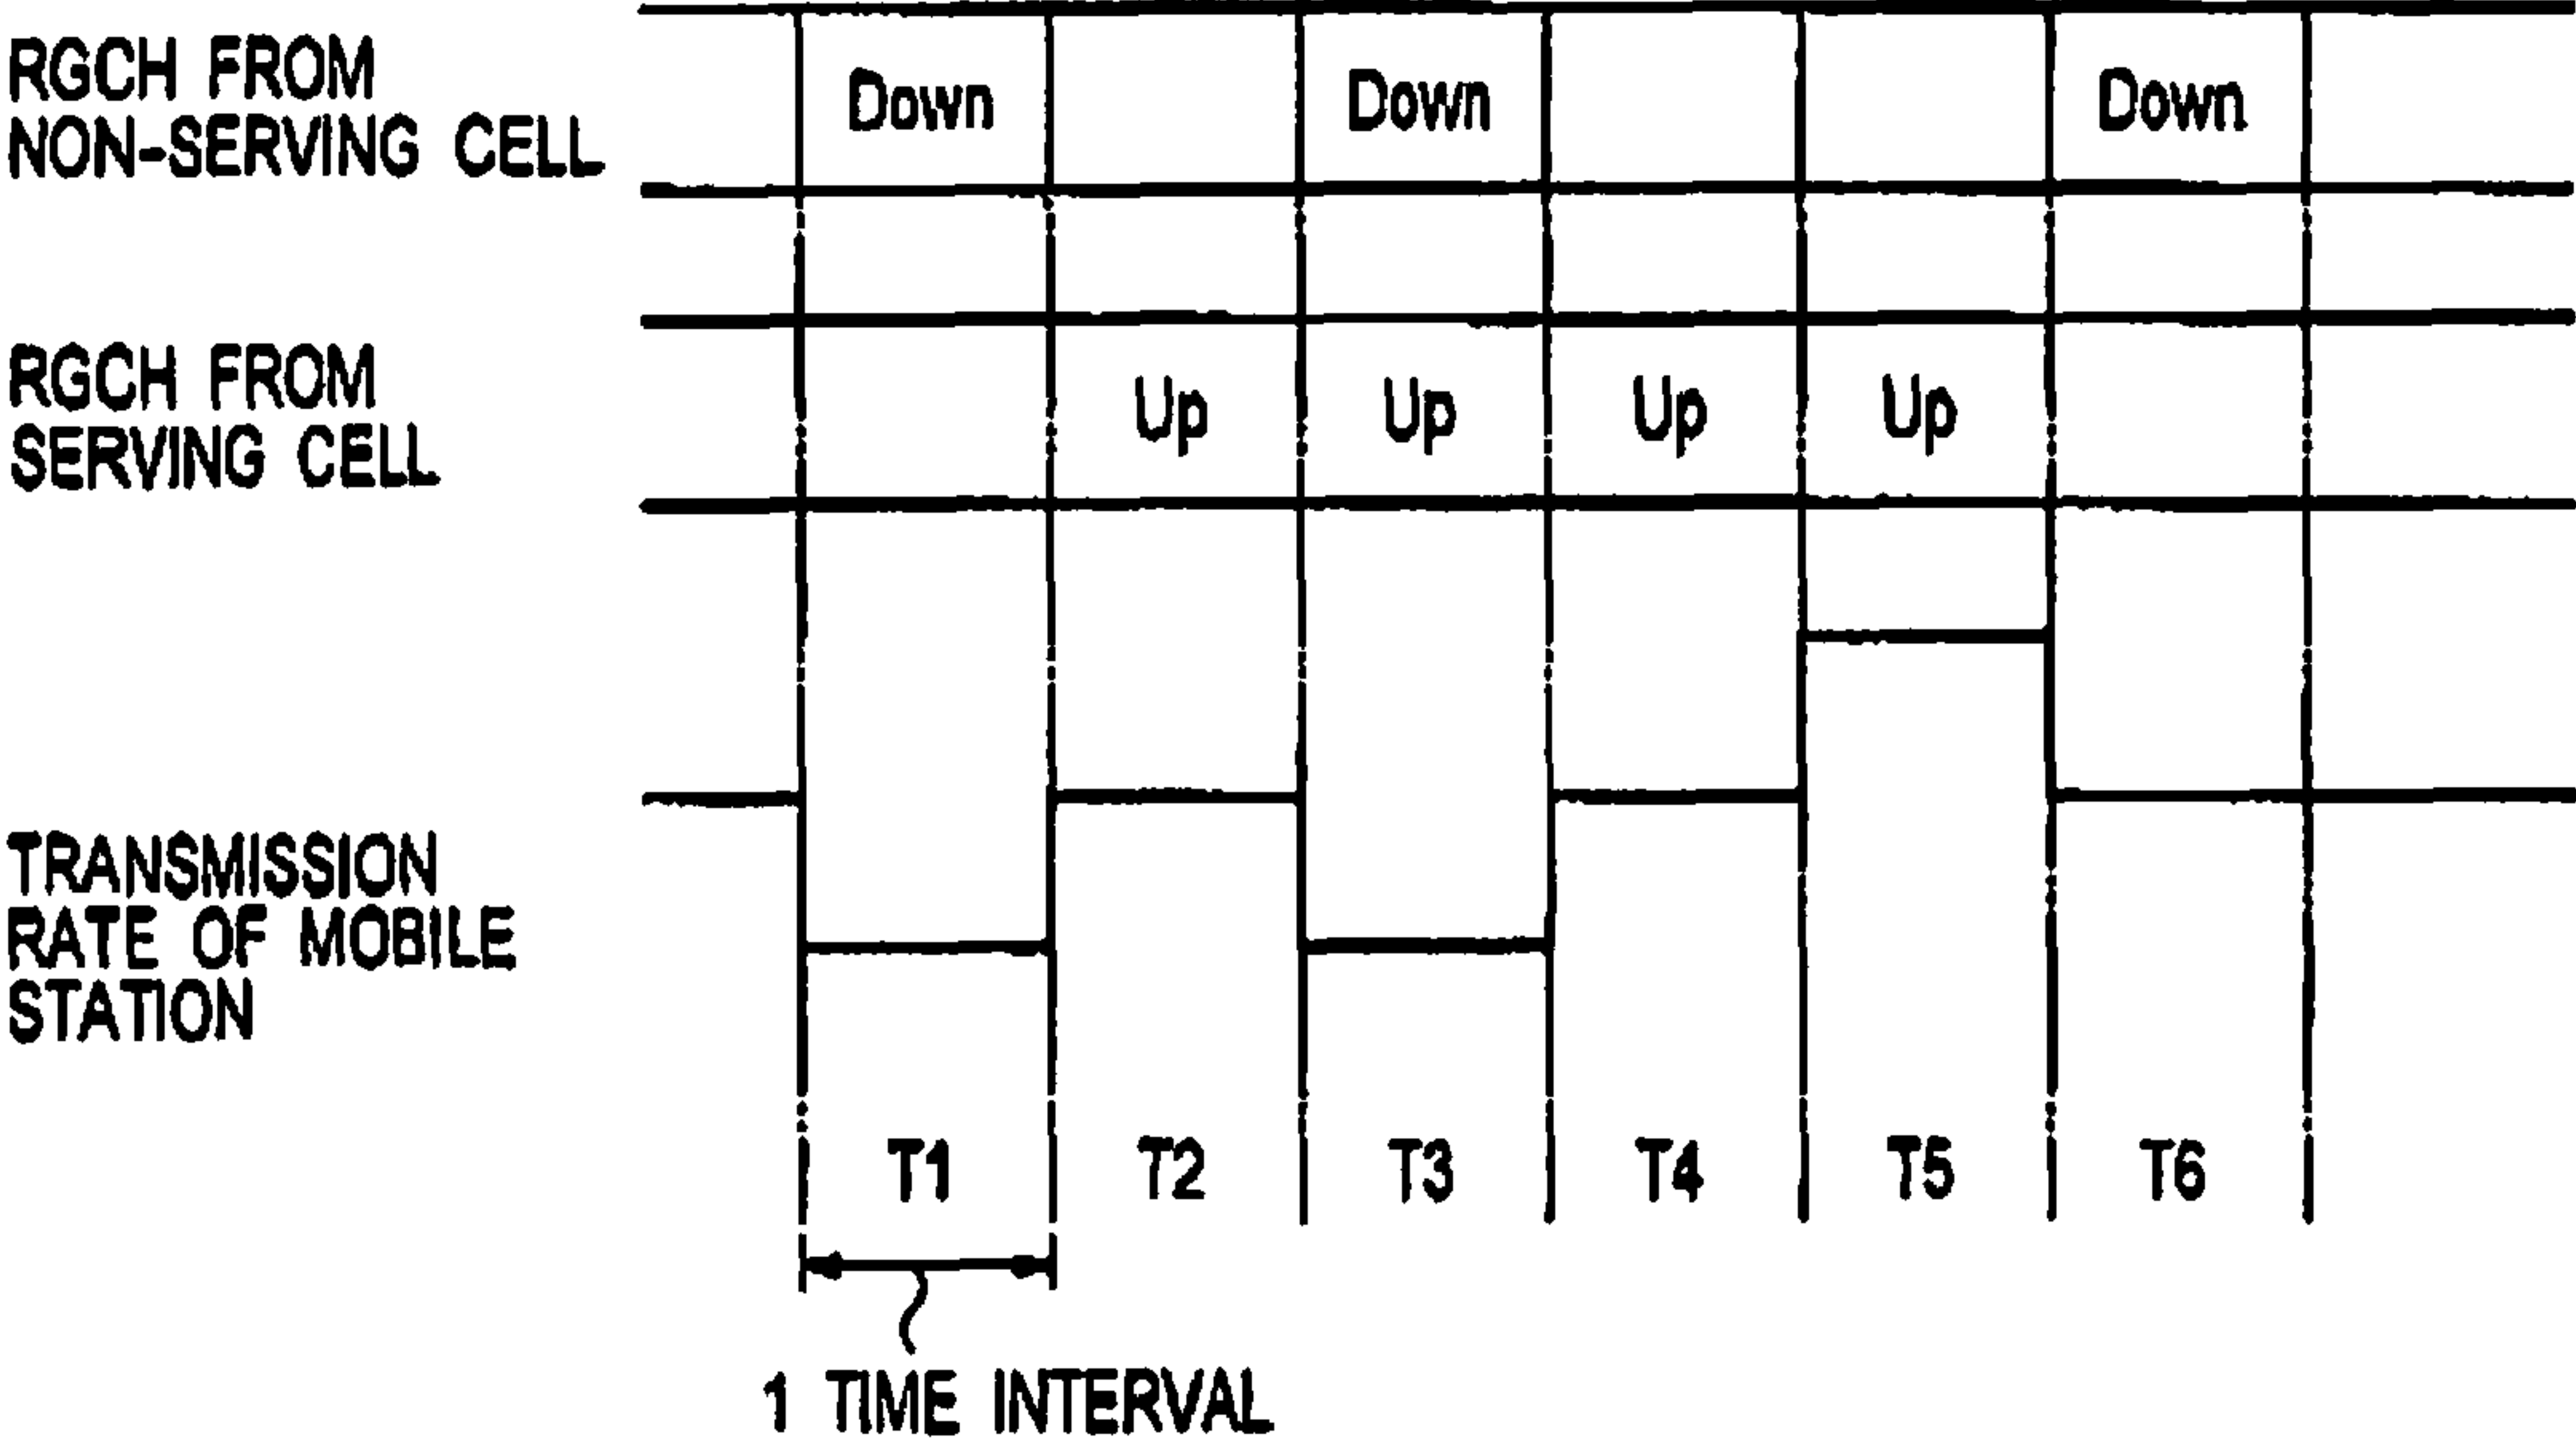 RGCH FROM
NON-SERVING CELL
Down Down Down
RGCH FROM
SERVING CELL
Up Up Up Up
TRANSMISSION
RATE OF MOBILE
STATION
T1 T2 T3 T4 T5 T6
1 TIME INTERVAL